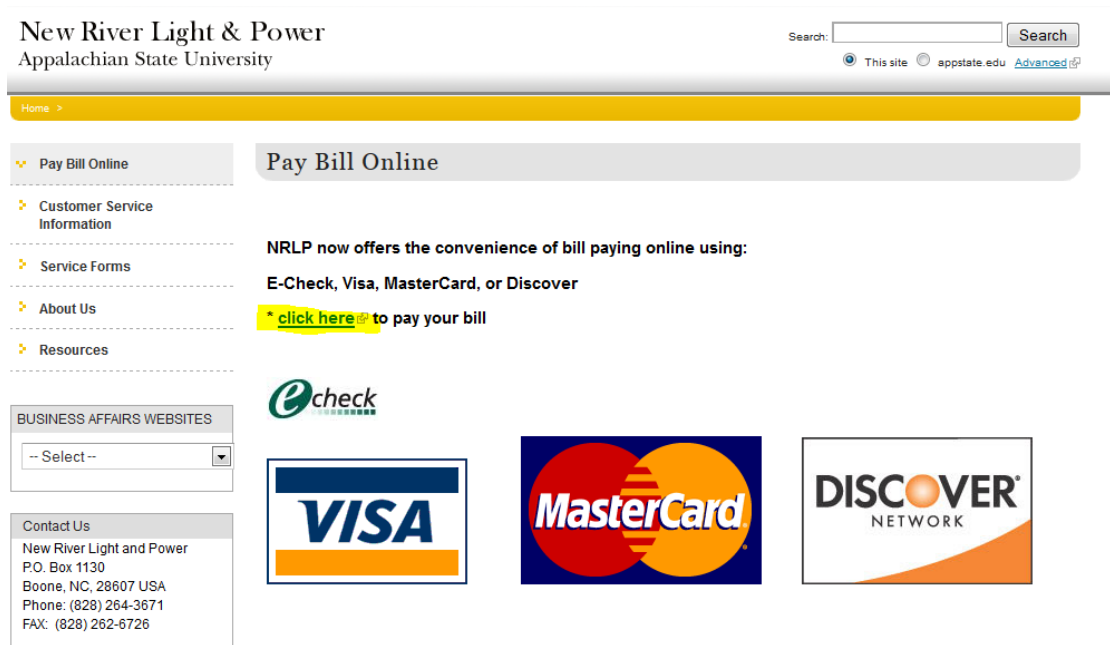 New River Light & Power
Appalachian State University
Search: Search
This site appstate.edu Advanced
Home >
Pay Bill Online
Customer Service
Information
Service Forms
About Us
Resources
BUSINESS AFFAIRS WEBSITES
-- Select --
Contact Us
New River Light and Power
P.O. Box 1130
Boone, NC, 28607 USA
Phone: (828) 264-3671
FAX: (828) 262-6726
Pay Bill Online
NRLP now offers the convenience of bill paying online using:
E-Check, Visa, MasterCard, or Discover
* click here to pay your bill
echeck
VISA
MasterCard
DISCOVER
NETWORK